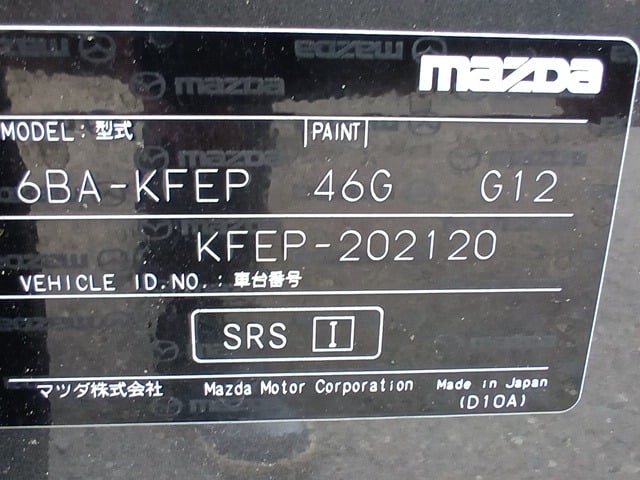 mazda
MODEL: 型式 PAINT
6BA-KFEP 46G G12
KFEP-202120
VEHICLE ID.NO.: 車台番号
SRS I
マツダ株式会社 Mazda Motor Corporation Made in Japan
(D10A)